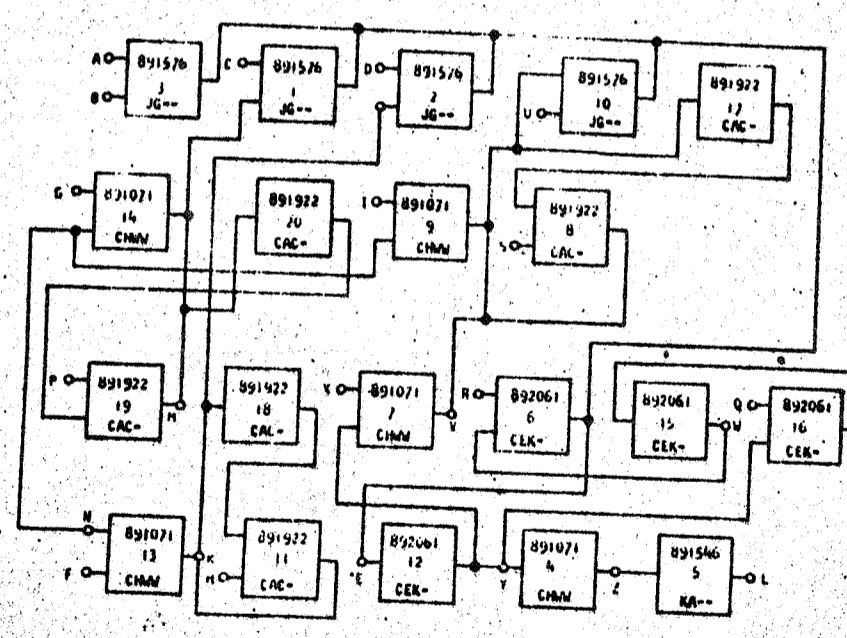 A
B
891576
3
JG==
C
891576
1
JG==
D
891576
2
JG==
U
891576
10
JG==
891922
17
CAC=
G
891071
14
CHWW
891922
20
CAC=
I
891071
9
CHWW
S
891922
8
CAC=
P
891922
19
CAC=
M
891922
18
CAC=
891071
7
CHWW
V
R
892061
6
CEK=
892061
15
CEK=
W
Q
892061
16
CEK=
N
F
891071
13
CHWW
K
M
891922
11
CAC=
E
892061
12
CEK=
Y
891071
4
CHWW
Z
891546
5
KA==
L